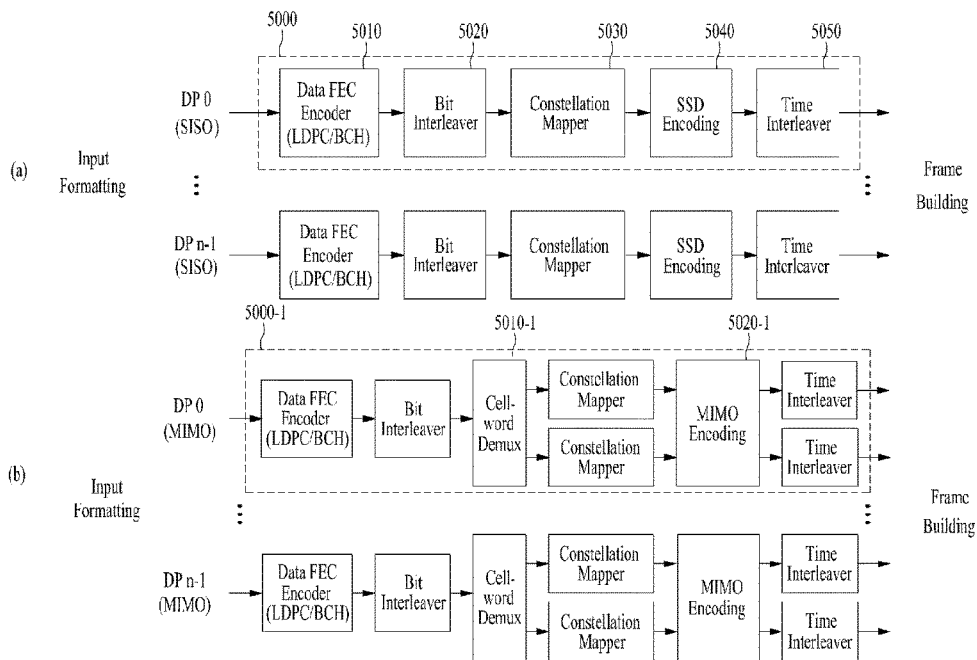 5000
5010
5020
5030
5040
5050
(a)
Input
Formatting
DP 0
(SISO)
Data FEC
Encoder
(LDPC/BCH)
Bit
Interleaver
Constellation
Mapper
SSD
Encoding
Time
Interleaver
Frame
Building
DP n-1
(SISO)
Data FEC
Encoder
(LDPC/BCH)
Bit
Interleaver
Constellation
Mapper
SSD
Encoding
Time
Interleaver
5000-1
5010-1
5020-1
(b)
Input
Formatting
DP 0
(MIMO)
Data FEC
Encoder
(LDPC/BCH)
Bit
Interleaver
Cell-
word
Demux
Constellation
Mapper
Constellation
Mapper
MIMO
Encoding
Time
Interleaver
Time
Interleaver
Frame
Building
DP n-1
(MIMO)
Data FEC
Encoder
(LDPC/BCH)
Bit
Interleaver
Cell-
word
Demux
Constellation
Mapper
Constellation
Mapper
MIMO
Encoding
Time
Interleaver
Time
Interleaver